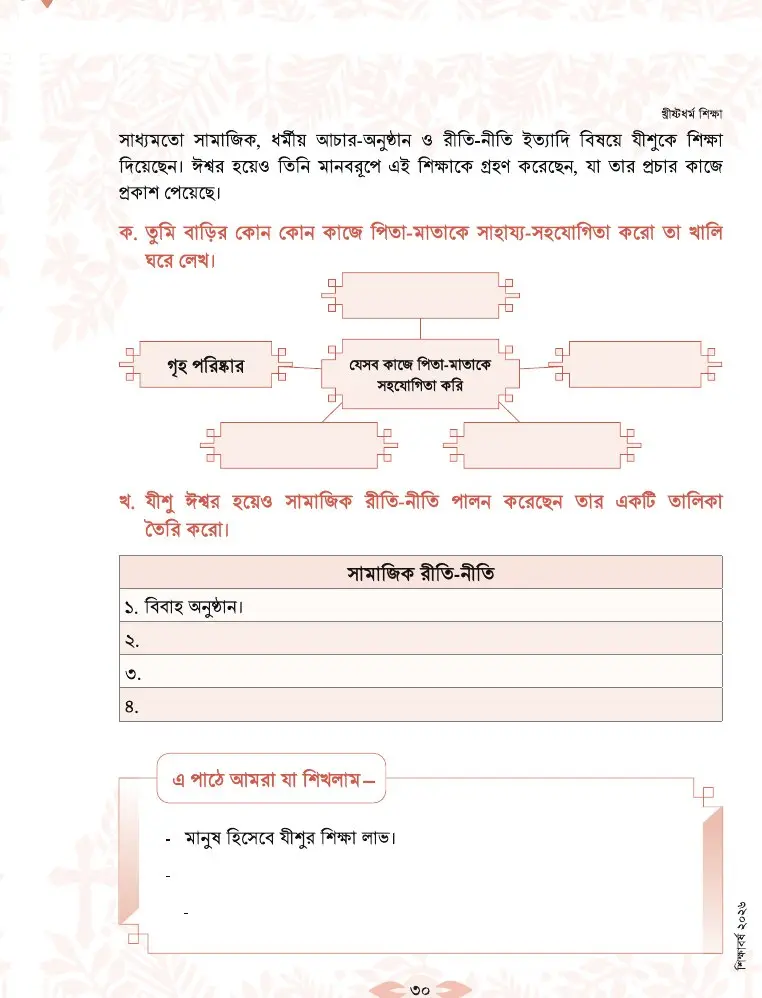 খ্রীষ্টধর্ম শিক্ষা
সাধ্যমতো সামাজিক, ধর্মীয় আচার-অনুষ্ঠান ও রীতি-নীতি ইত্যাদি বিষয়ে যীশুকে শিক্ষা
দিয়েছেন। ঈশ্বর হয়েও তিনি মানবরূপে এই শিক্ষাকে গ্রহণ করেছেন, যা তার প্রচার কাজে
প্রকাশ পেয়েছে।
ক. তুমি বাড়ির কোন কোন কাজে পিতা-মাতাকে সাহায্য-সহযোগিতা করো তা খালি
ঘরে লেখ।
গৃহ পরিষ্কার
যেসব কাজে পিতা-মাতাকে
সহযোগিতা করি
খ. যীশু ঈশ্বর হয়েও সামাজিক রীতি-নীতি পালন করেছেন তার একটি তালিকা
তৈরি করো।
সামাজিক রীতি-নীতি
১. বিবাহ অনুষ্ঠান।
২.
৩.
৪.
এ পাঠে আমরা যা শিখলাম–
- মানুষ হিসেবে যীশুর শিক্ষা লাভ।
-
-
শিক্ষাবর্ষ ২০২৬
৩০